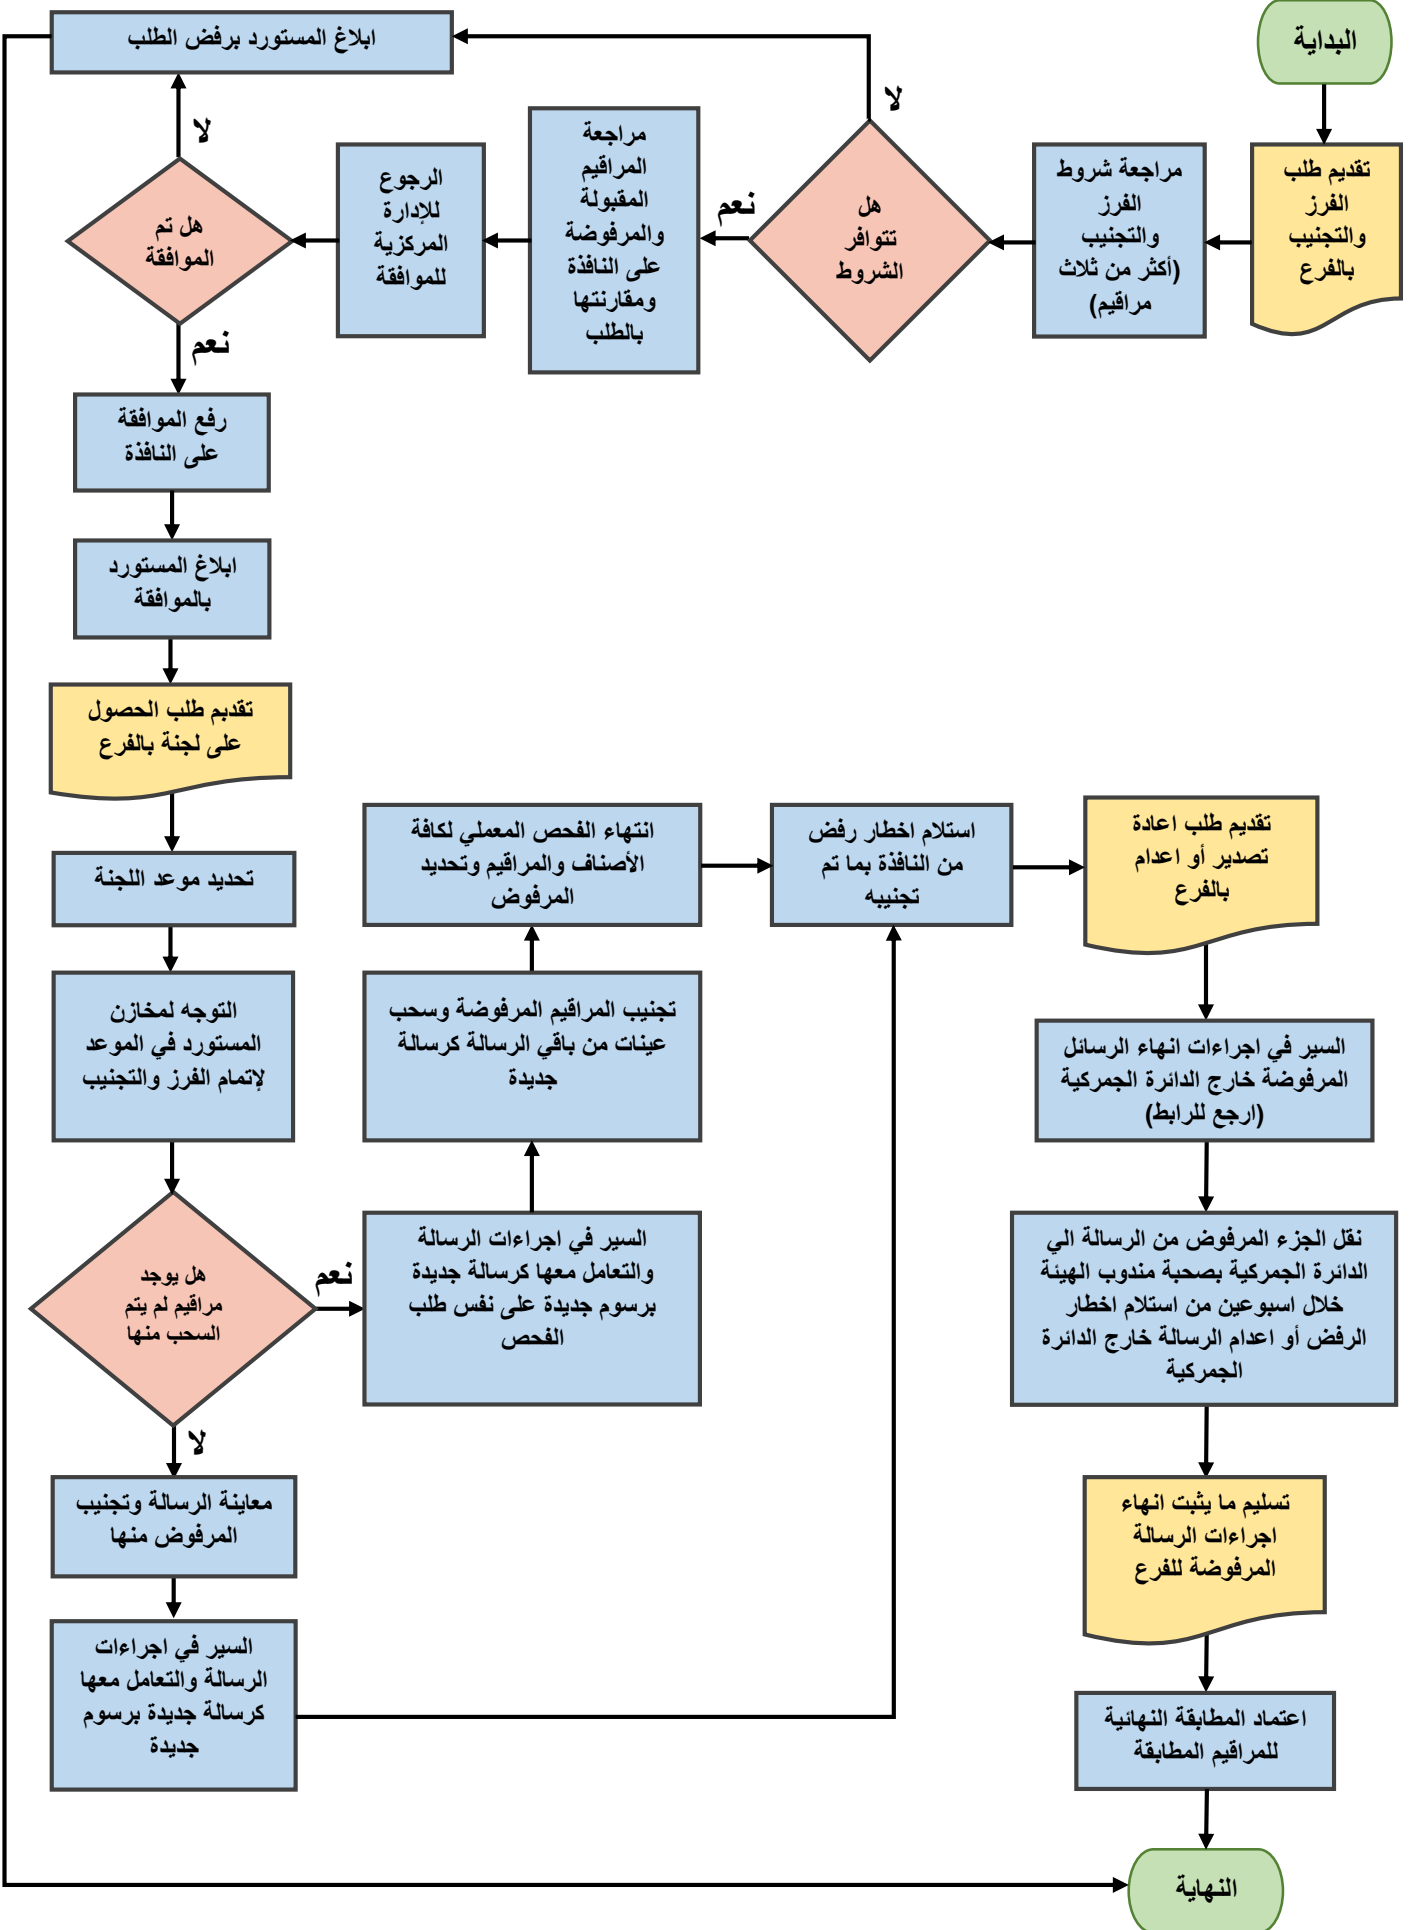 البداية
تقديم طلب
الفرز
والتجنيب
بالفرع
مراجعة شروط
الفرز
والتجنيب
(أكثر من ثلاث
مراقيم)
هل
تتوافر
الشروط
لا
نعم
ابلاغ المستورد برفض الطلب
مراجعة
المراقيم
المقبولة
والمرفوضة
على النافذة
ومقارنتها
بالطلب
الرجوع
للإدارة
المركزية
للموافقة
هل تم
الموافقة
لا
نعم
رفع الموافقة
على النافذة
ابلاغ المستورد
بالموافقة
تقديم طلب الحصول
على لجنة بالفرع
تحديد موعد اللجنة
التوجه لمخازن
المستورد في الموعد
لإتمام الفرز والتجنيب
هل يوجد
مراقيم لم يتم
السحب منها
نعم
السير في اجراءات الرسالة
والتعامل معها كرسالة جديدة
برسوم جديدة على نفس طلب
الفحص
تجنيب المراقيم المرفوضة وسحب
عينات من باقي الرسالة كرسالة
جديدة
انتهاء الفحص المعملي لكافة
الأصناف والمراقيم وتحديد
المرفوض
لا
معاينة الرسالة وتجنيب
المرفوض منها
السير في اجراءات
الرسالة والتعامل معها
كرسالة جديدة برسوم
جديدة
استلام اخطار رفض
من النافذة بما تم
تجنيبه
تقديم طلب اعادة
تصدير أو اعدام
بالفرع
السير في اجراءات انهاء الرسائل
المرفوضة خارج الدائرة الجمركية
(ارجع للرابط)
نقل الجزء المرفوض من الرسالة الي
الدائرة الجمركية بصحبة مندوب الهيئة
خلال اسبوعين من استلام اخطار
الرفض أو اعدام الرسالة خارج الدائرة
الجمركية
تسليم ما يثبت انهاء
اجراءات الرسالة
المرفوضة للفرع
اعتماد المطابقة النهائية
للمراقيم المطابقة
النهاية